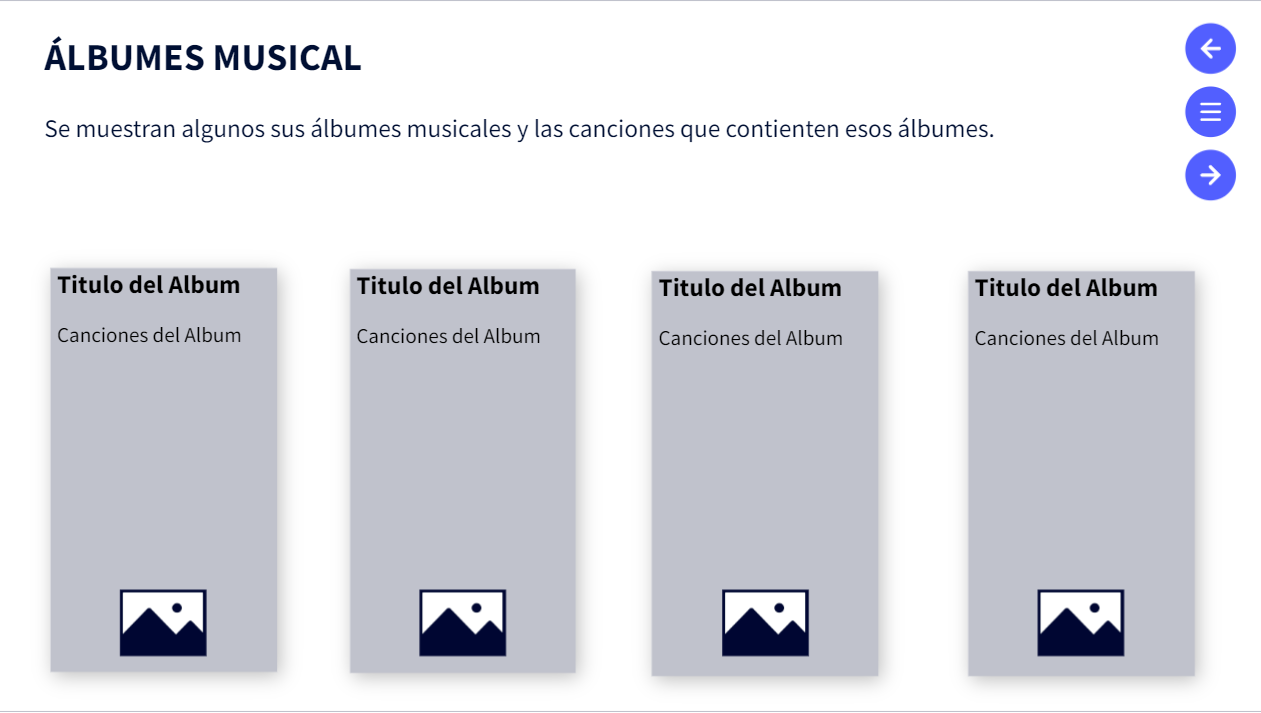 ÁLBUMES MUSICAL
Se muestran algunos sus álbumes musicales y las canciones que contienten esos álbumes.
Titulo del Album
Canciones del Album
Titulo del Album
Canciones del Album
Titulo del Album
Canciones del Album
Titulo del Album
Canciones del Album